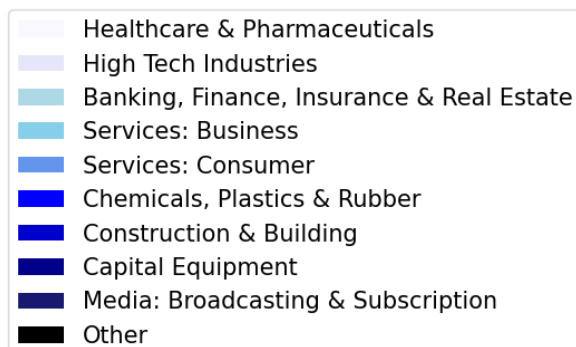 Healthcare & Pharmaceuticals
High Tech Industries
Banking, Finance, Insurance & Real Estate
Services: Business
Services: Consumer
Chemicals, Plastics & Rubber
Construction & Building
Capital Equipment
Media: Broadcasting & Subscription
Other